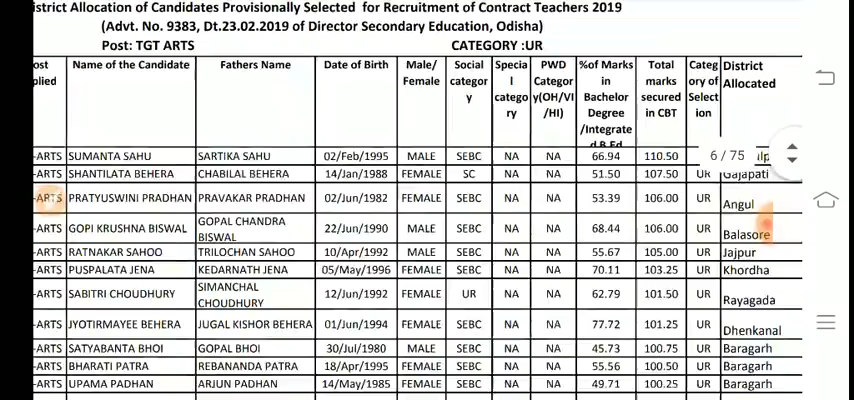 istrict Allocation of Candidates Provisionally Selected for Recruitment of Contract Teachers 2019
(Advt. No. 9383, Dt.23.02.2019 of Director Secondary Education, Odisha)
Post: TGT ARTS CATEGORY :UR
ost plied Name of the Candidate Fathers Name Date of Birth Male/ Female Social categor y Specia l catego ry PWD Categor y(OH/VI /HI) %of Marks in Bachelor Degree /Integrate d B.Ed Total marks secured in CBT Categ ory of Select ion District Allocated
-ARTS SUMANTA SAHU SARTIKA SAHU 02/Feb/1995 MALE SEBC NA NA 66.94 110.50 6 / 75
-ARTS SHANTILATA BEHERA CHABILAL BEHERA 14/Jan/1988 FEMALE SC NA NA 51.50 107.50 UR Gajapati
-ARTS PRATYUSWINI PRADHAN PRAVAKAR PRADHAN 02/Jun/1982 FEMALE SEBC NA NA 53.39 106.00 UR Angul
-ARTS GOPI KRUSHNA BISWAL GOPAL CHANDRA BISWAL 22/Jun/1990 MALE SEBC NA NA 68.44 106.00 UR Balasore
-ARTS RATNAKAR SAHOO TRILOCHAN SAHOO 10/Apr/1992 MALE SEBC NA NA 55.67 105.00 UR Jajpur
-ARTS PUSPALATA JENA KEDARNATH JENA 05/May/1996 FEMALE SEBC NA NA 70.11 103.25 UR Khordha
-ARTS SABITRI CHOUDHURY SIMANCHAL CHOUDHURY 12/Jun/1992 FEMALE UR NA NA 62.79 101.50 UR Rayagada
-ARTS JYOTIRMAYEE BEHERA JUGAL KISHOR BEHERA 01/Jun/1994 FEMALE SEBC NA NA 77.72 101.25 UR Dhenkanal
-ARTS SATYABANTA BHOI GOPAL BHOI 30/Jul/1980 MALE SEBC NA NA 45.73 100.75 UR Baragarh
-ARTS BHARATI PATRA REBANANDA PATRA 18/Apr/1995 FEMALE SEBC NA NA 55.56 100.50 UR Baragarh
-ARTS UPAMA PADHAN ARJUN PADHAN 14/May/1985 FEMALE SEBC NA NA 49.71 100.25 UR Baragarh